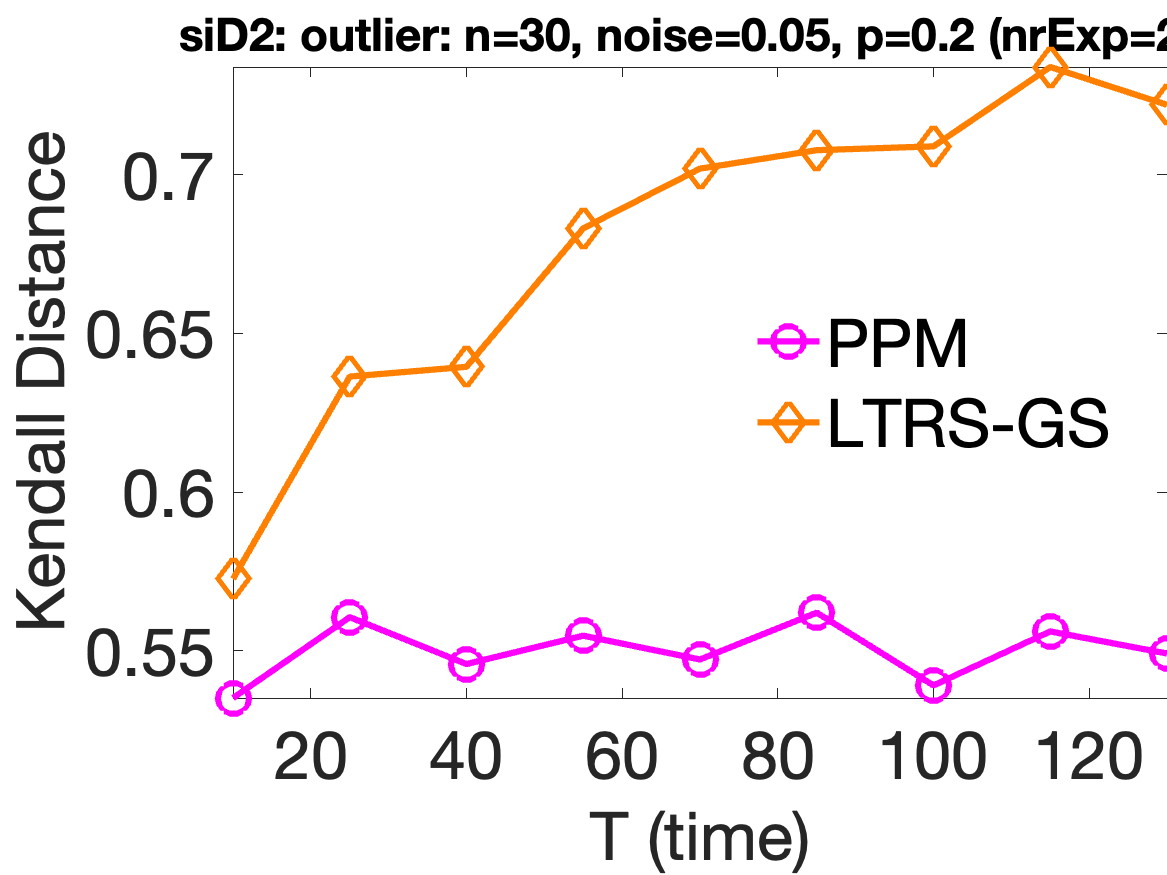 siD2: outlier: n=30, noise=0.05, p=0.2 (nrExp=2
Kendall Distance
0.7
0.65
0.6
0.55
PPM
LTRS-GS
20 40 60 80 100 120
T (time)